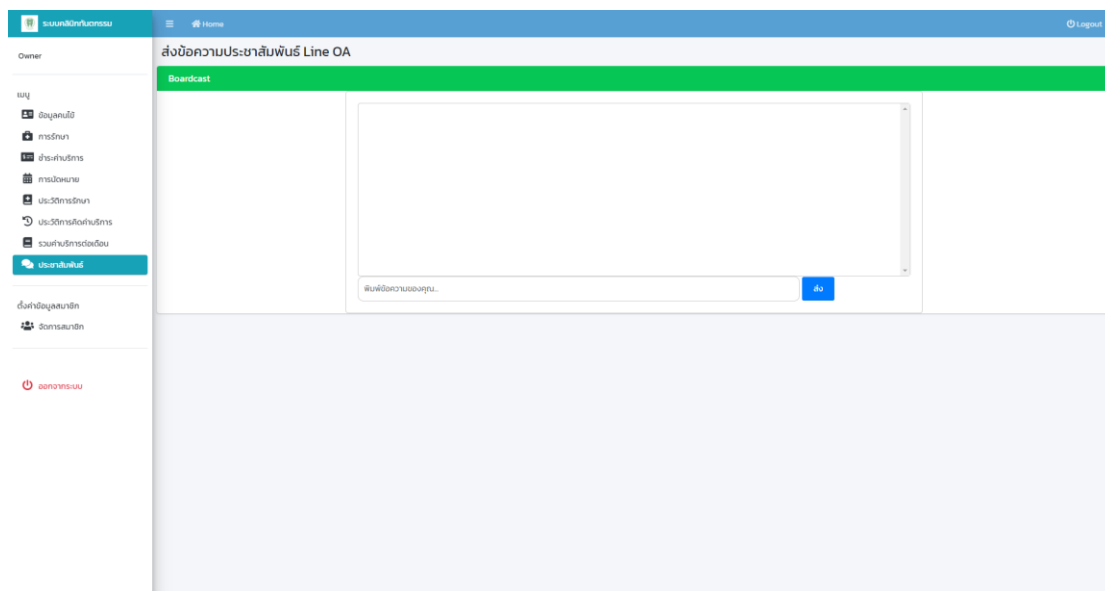 ระบบคลินิกทันตกรรม
Home
Logout
Owner
ส่งข้อความประชาสัมพันธ์ Line OA
Boardcast
เมนู
ข้อมูลคนไข้
การรักษา
ชำระค่าบริการ
การนัดหมาย
ประวัติการรักษา
ประวัติการคิดค่าบริการ
รวมค่าบริการต่อเดือน
ประชาสัมพันธ์
พิมพ์ข้อความของคุณ..
ส่ง
ตั้งค่าข้อมูลสมาชิก
จัดการสมาชิก
ออกจากระบบ